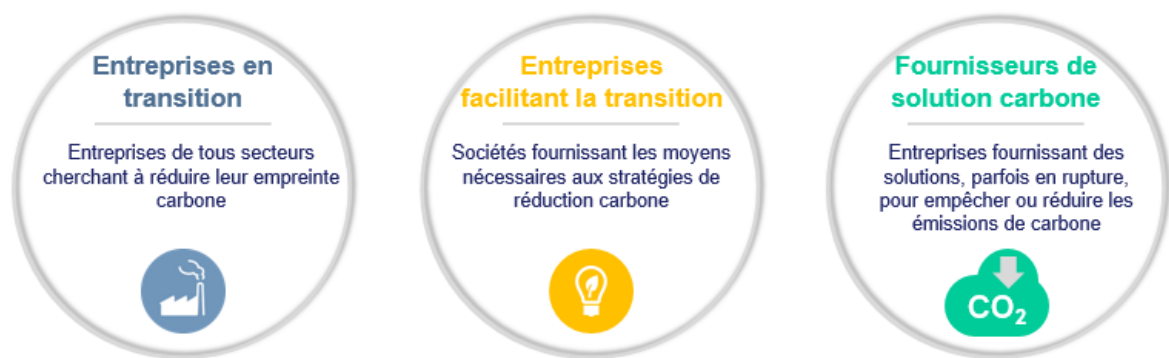 Entreprises en
transition
Entreprises de tous secteurs
cherchant à réduire leur empreinte
carbone
Entreprises
facilitant la transition
Sociétés fournissant les moyens
nécessaires aux stratégies de
réduction carbone
Fournisseurs de
solution carbone
Entreprises fournissant des
solutions, parfois en rupture,
pour empêcher ou réduire les
émissions de carbone
CO₂